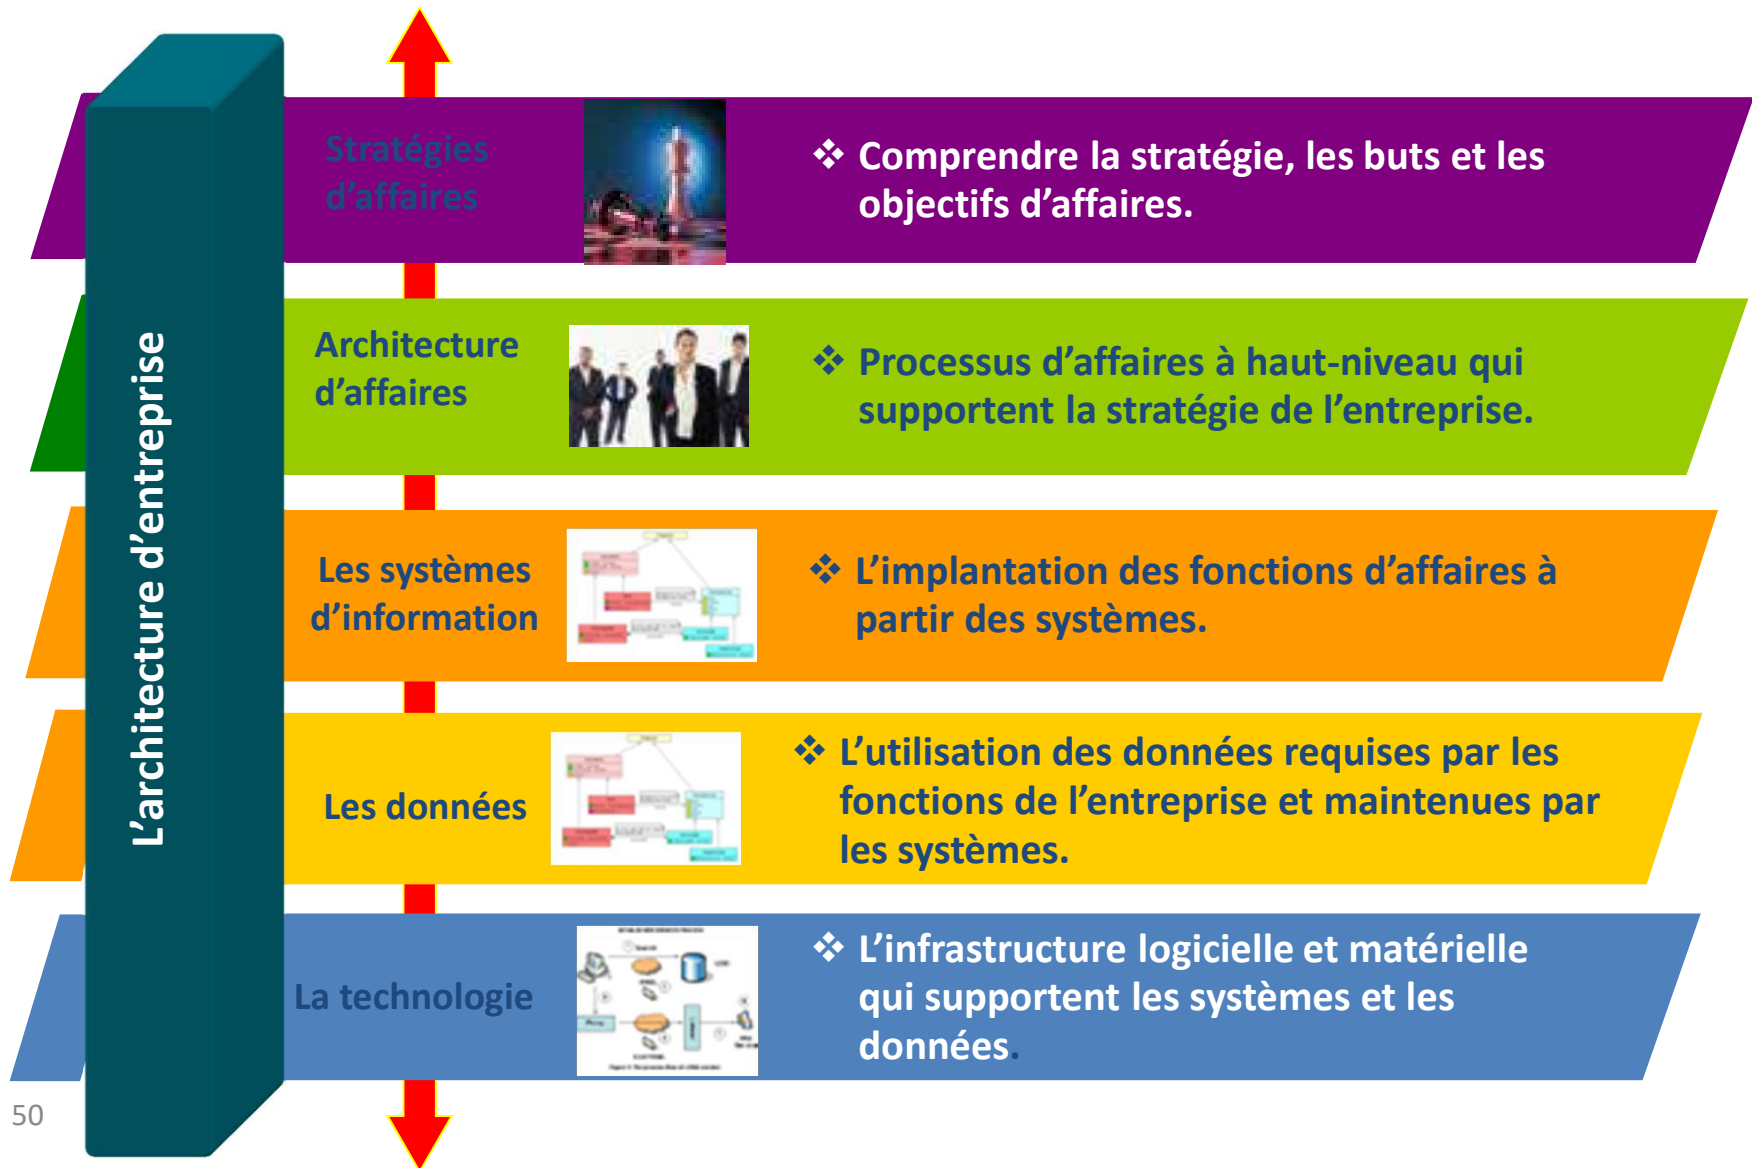 L’architecture d’entreprise
Stratégies
d’affaires
❖ Comprendre la stratégie, les buts et les
objectifs d’affaires.
Architecture
d’affaires
❖ Processus d’affaires à haut-niveau qui
supportent la stratégie de l’entreprise.
Les systèmes
d’information
❖ L’implantation des fonctions d’affaires à
partir des systèmes.
Les données
❖ L’utilisation des données requises par les
fonctions de l’entreprise et maintenues par
les systèmes.
La technologie
❖ L’infrastructure logicielle et matérielle
qui supportent les systèmes et les
données.
50